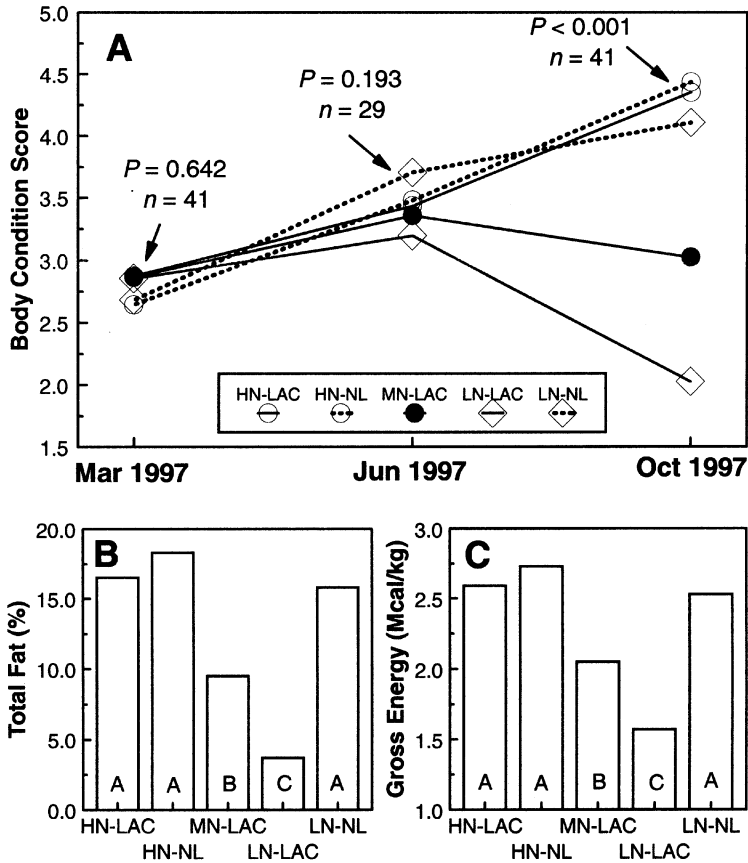 A
Body Condition Score
5.0
4.5
4.0
3.5
3.0
2.5
2.0
1.5
P = 0.642
n = 41
P = 0.193
n = 29
P < 0.001
n = 41
HN-LAC HN-NL MN-LAC LN-LAC LN-NL
Mar 1997 Jun 1997 Oct 1997
B
Total Fat (%)
20.0
15.0
10.0
5.0
0.0
A A B C A
HN-LAC MN-LAC LN-NL
HN-NL LN-LAC
C
Gross Energy (Mcal/kg)
3.0
2.5
2.0
1.5
1.0
A A B C A
HN-LAC MN-LAC LN-NL
HN-NL LN-LAC